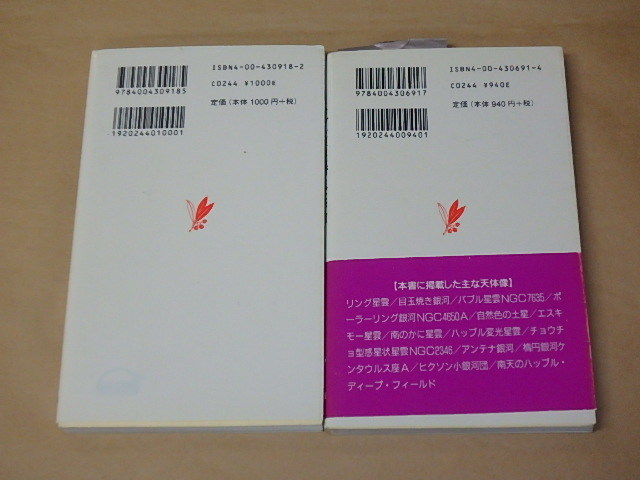 ISBN4-00-430918-2
C0244 ¥1000E
9784004309185
定価(本体 1000円+税)
1920244010001
ISBN4-00-430691-4
C0244 ¥940E
9784004306917
定価(本体 940円+税)
1920244009401
【本書に掲載した主な天体像】
リング星雲/目玉焼き銀河/バブル星雲NGC7635/ポ
ーラーリング銀河NGC4650A/自然色の土星/エスキ
モー星雲/南のかに星雲/ハッブル変光星雲/チョウチ
ョ型惑星状星雲NGC2346/アンテナ銀河/楕円銀河ケ
ンタウルス座A/ヒクソン小銀河団/南天のハッブル・
ディープ・フィールド